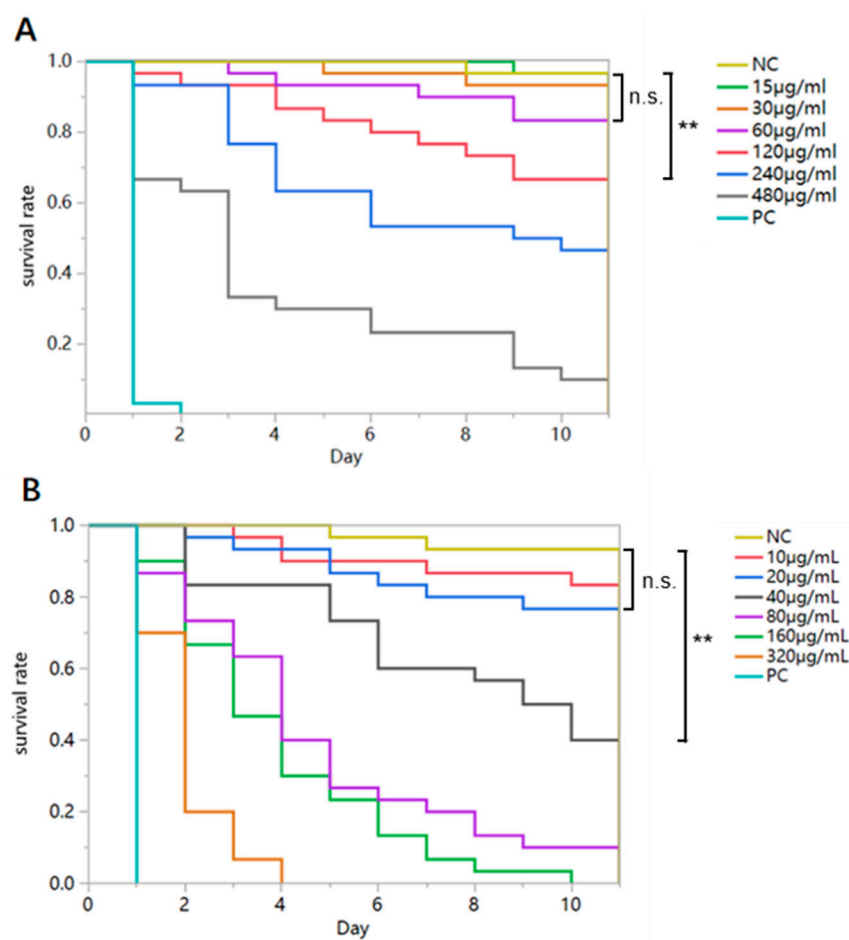 A
survival rate
1.0
0.8
0.6
0.4
0.2
0 2 4 6 8 10
Day
n.s.
**
NC
15μg/ml
30μg/ml
60μg/ml
120μg/ml
240μg/ml
480μg/ml
PC
B
survival rate
1.0
0.8
0.6
0.4
0.2
0.0
0 2 4 6 8 10
Day
n.s.
**
NC
10μg/mL
20μg/mL
40μg/mL
80μg/mL
160μg/mL
320μg/mL
PC